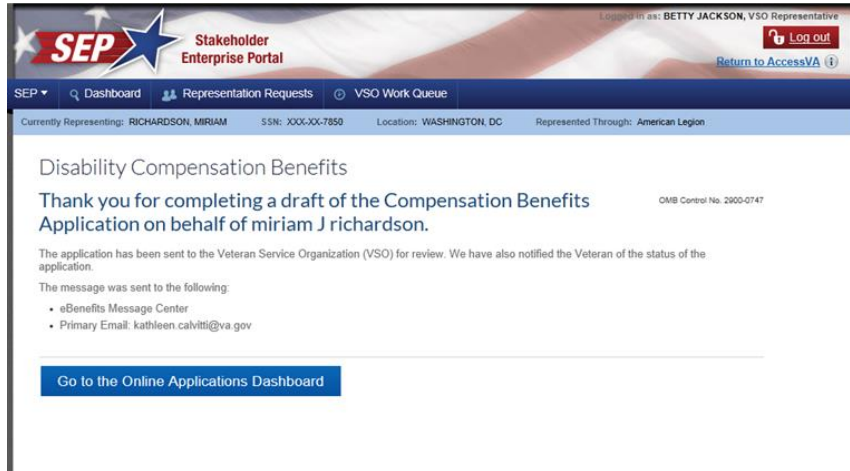 Logged in as: BETTY JACKSON, VSO Representative
SEP
Stakeholder
Enterprise Portal
Log out
Return to AccessVA
SEP Dashboard Representation Requests VSO Work Queue
Currently Representing: RICHARDSON, MIRIAM SSN: XXX-XX-7850 Location: WASHINGTON, DC Represented Through: American Legion
Disability Compensation Benefits
Thank you for completing a draft of the Compensation Benefits
Application on behalf of miriam J richardson.
OMB Control No. 2900-0747
The application has been sent to the Veteran Service Organization (VSO) for review. We have also notified the Veteran of the status of the
application.
The message was sent to the following:
• eBenefits Message Center
• Primary Email: kathleen.calvitti@va.gov
Go to the Online Applications Dashboard